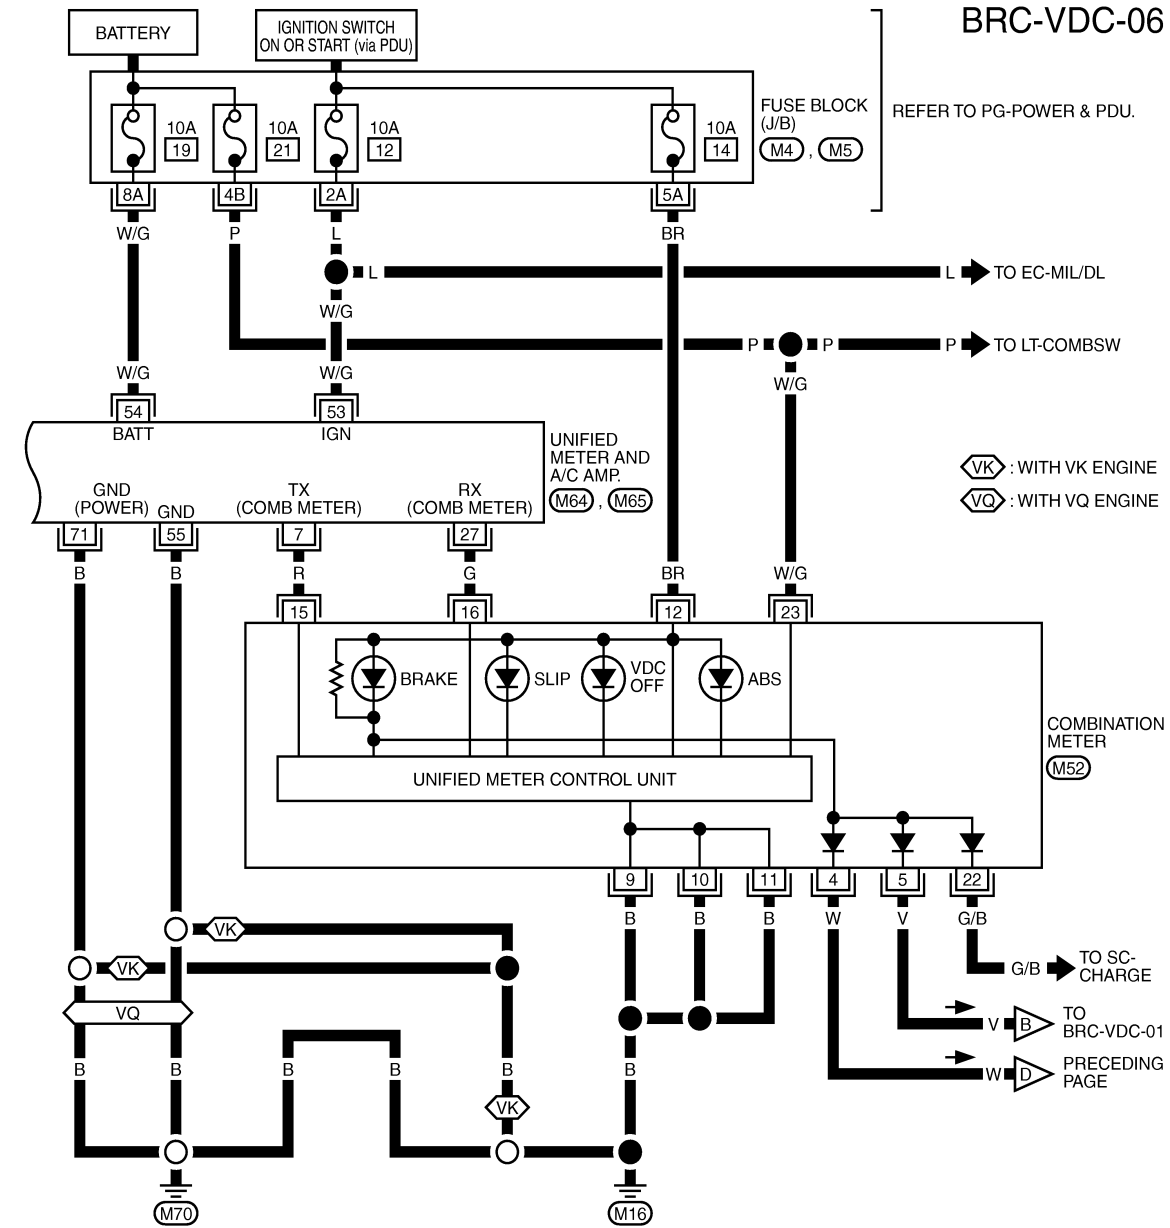 BRC-VDC-06
BATTERY
IGNITION SWITCH
ON OR START (via PDU)
10A
19
10A
21
10A
12
10A
14
FUSE BLOCK
(J/B)
M4 , M5
REFER TO PG-POWER & PDU.
8A
4B
2A
5A
W/G
P
L
BR
L
L
TO EC-MIL/DL
W/G
P
P
P
TO LT-COMBSW
W/G
W/G
W/G
54
53
BATT
IGN
UNIFIED
METER AND
A/C AMP.
M64 , M65
VK : WITH VK ENGINE
VQ : WITH VQ ENGINE
GND
(POWER)
GND
TX
(COMB METER)
RX
(COMB METER)
71
55
7
27
B
B
R
G
BR
W/G
15
16
12
23
BRAKE
SLIP
VDC
OFF
ABS
COMBINATION
METER
M52
UNIFIED METER CONTROL UNIT
9
10
11
4
5
22
B
B
B
W
V
G/B
VK
VK
G/B
TO SC-
CHARGE
VQ
V
B
TO
BRC-VDC-01
B
B
B
B
B
B
W
D
PRECEDING
PAGE
VK
M70
M16